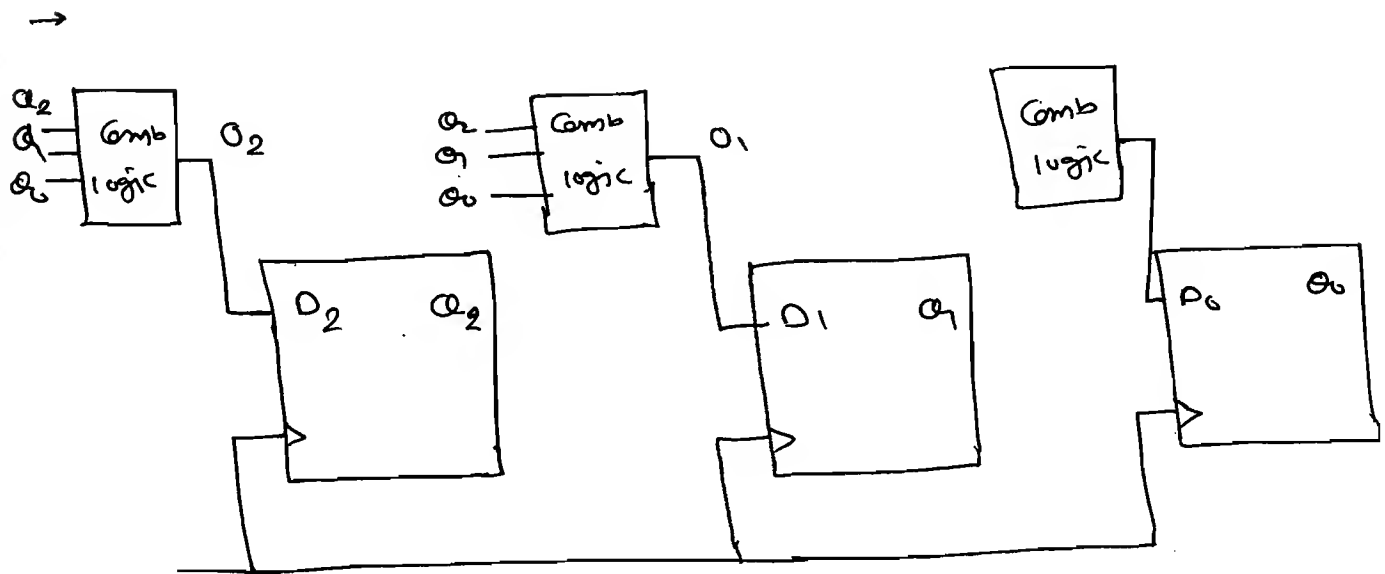 →
Q2
Q1
Q0
Comb
logic
O2
Q2
Q1
Q0
Comb
logic
O1
Comb
logic
D2 Q2
D1 Q1
D0 Q0